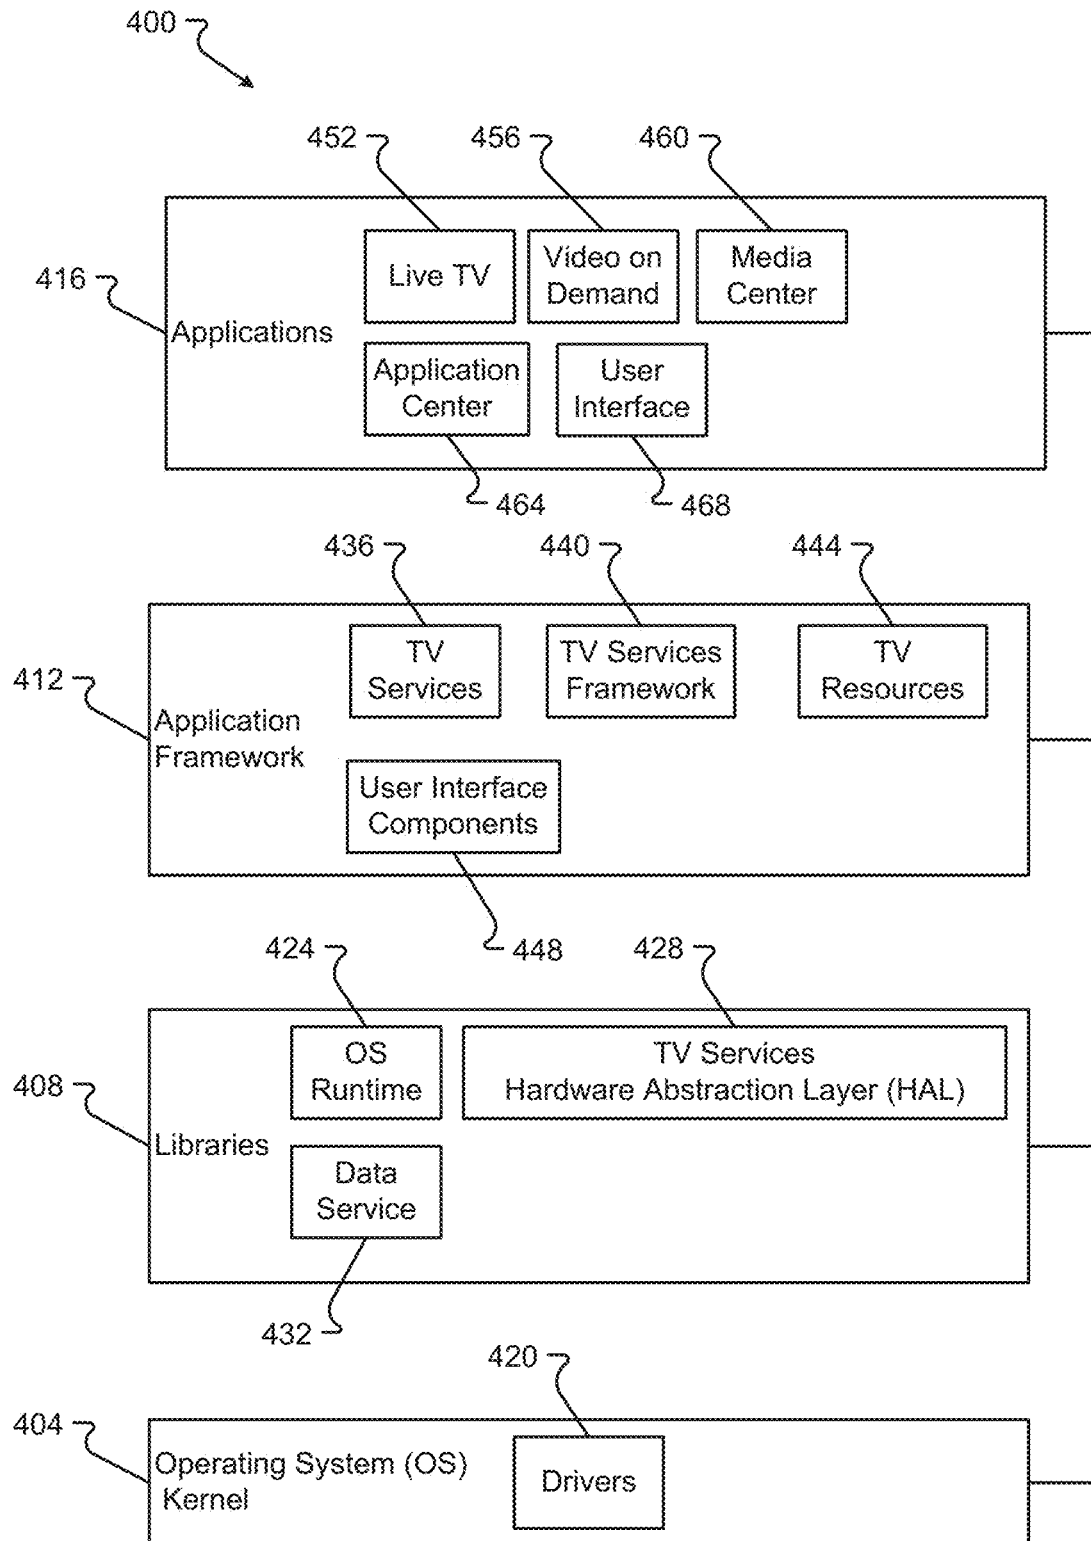 400
452
456
460
416
Applications
Live TV
Video on
Demand
Media
Center
Application
Center
User
Interface
464
468
436
440
444
412
Application
Framework
TV
Services
TV Services
Framework
TV
Resources
User Interface
Components
448
424
428
408
Libraries
OS
Runtime
TV Services
Hardware Abstraction Layer (HAL)
Data
Service
432
420
404
Operating System (OS)
Kernel
Drivers